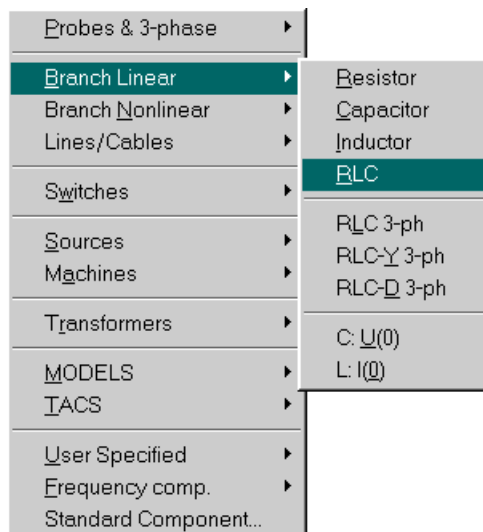 Probes & 3-phase
Branch Linear
Branch Nonlinear
Lines/Cables
Switches
Sources
Machines
Transformers
MODELS
TACS
User Specified
Frequency comp.
Standard Component...
Resistor
Capacitor
Inductor
RLC
RLC 3-ph
RLC-Y 3-ph
RLC-D 3-ph
C: U(0)
L: I(0)